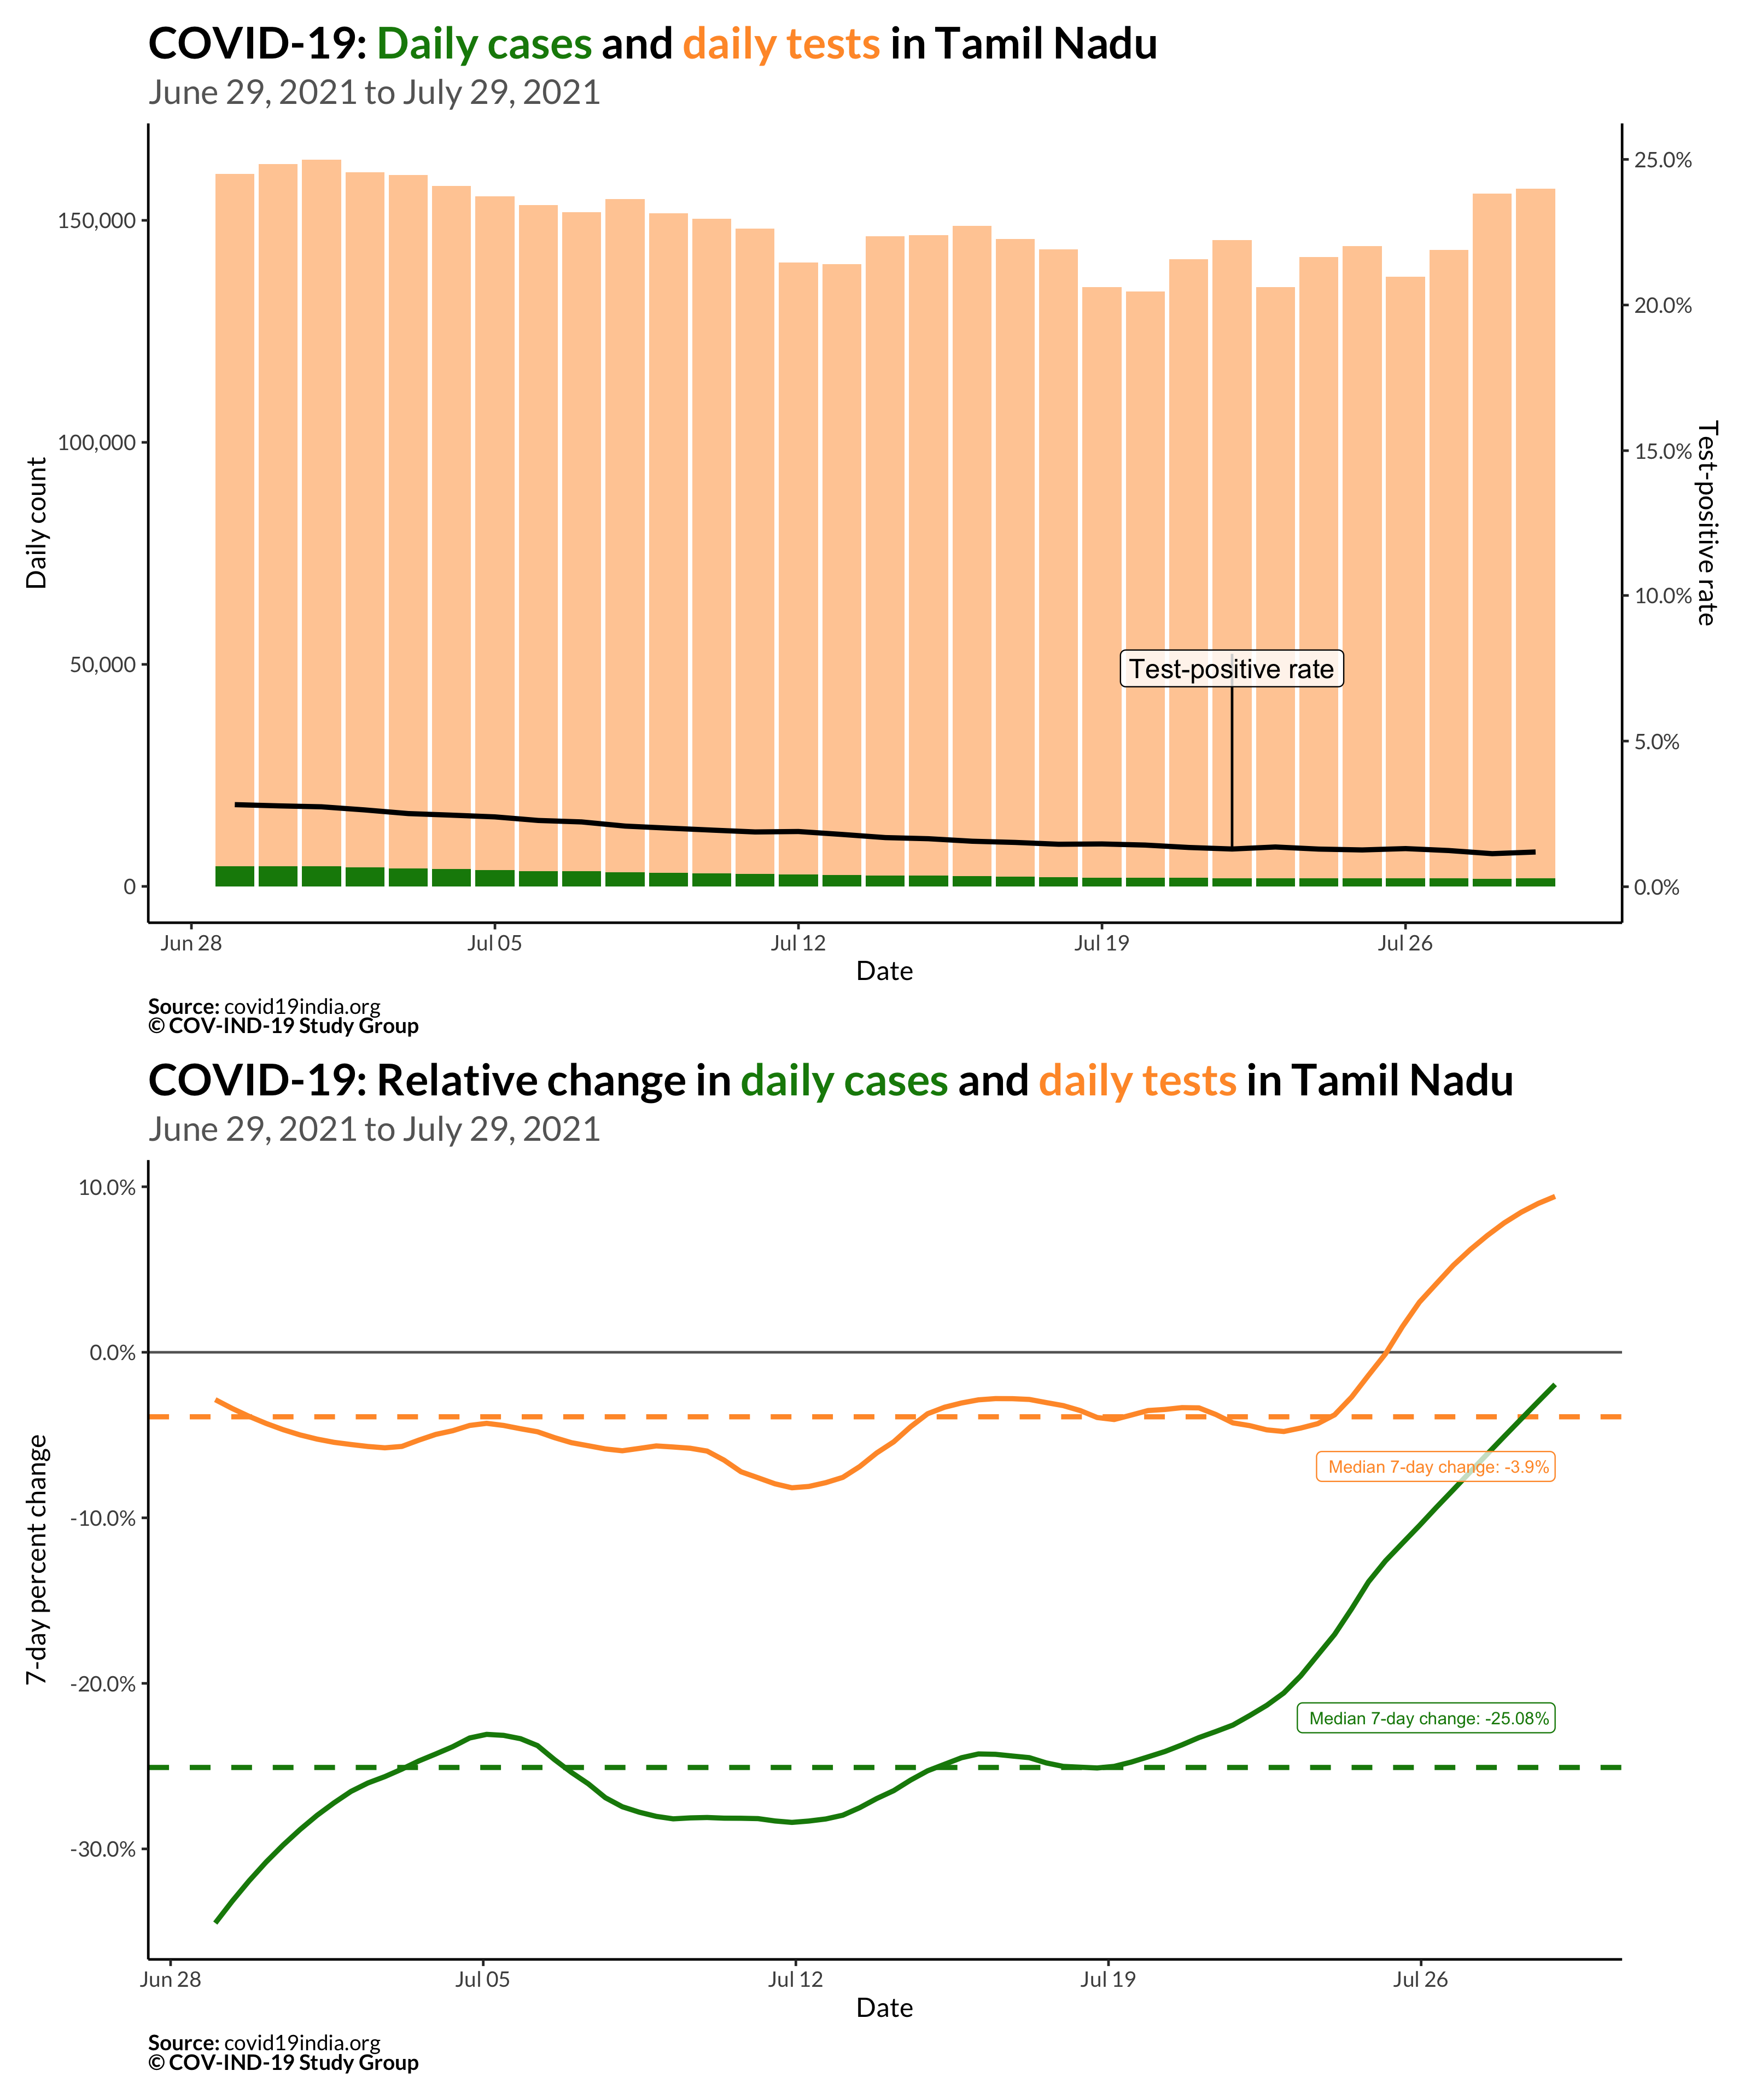 COVID-19: Daily cases and daily tests in Tamil Nadu
June 29, 2021 to July 29, 2021
Daily count
150,000
100,000
50,000
0
25.0%
20.0%
15.0%
10.0%
5.0%
0.0%
Test-positive rate
Test-positive rate
Jun 28
Jul 05
Jul 12
Jul 19
Jul 26
Date
Source: covid19india.org
© COV-IND-19 Study Group
COVID-19: Relative change in daily cases and daily tests in Tamil Nadu
June 29, 2021 to July 29, 2021
7-day percent change
10.0%
0.0%
-10.0%
-20.0%
-30.0%
Median 7-day change: -3.9%
Median 7-day change: -25.08%
Jun 28
Jul 05
Jul 12
Jul 19
Jul 26
Date
Source: covid19india.org
© COV-IND-19 Study Group